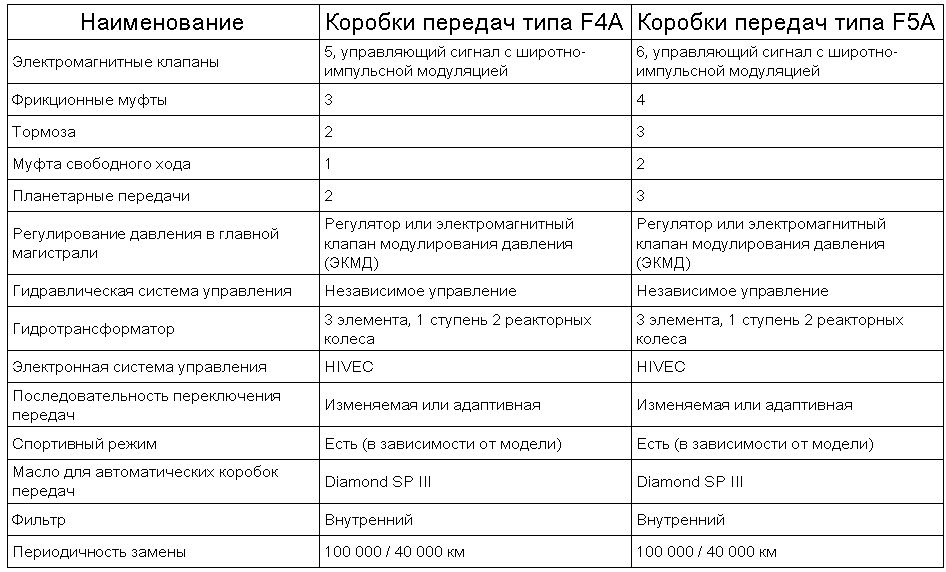 Наименование
Коробки передач типа F4A
Коробки передач типа F5A
Электромагнитные клапаны
5, управляющий сигнал с широтно-
импульсной модуляцией
6, управляющий сигнал с широтно-
импульсной модуляцией
Фрикционные муфты
3
4
Тормоза
2
3
Муфта свободного хода
1
2
Планетарные передачи
2
3
Регулирование давления в главной
магистрали
Регулятор или электромагнитный
клапан модулирования давления
(ЭКМД)
Регулятор или электромагнитный
клапан модулирования давления
(ЭКМД)
Гидравлическая система управления
Независимое управление
Независимое управление
Гидротрансформатор
3 элемента, 1 ступень 2 реакторных
колеса
3 элемента, 1 ступень 2 реакторных
колеса
Электронная система управления
HIVEC
HIVEC
Последовательность переключения
передач
Изменяемая или адаптивная
Изменяемая или адаптивная
Спортивный режим
Есть (в зависимости от модели)
Есть (в зависимости от модели)
Масло для автоматических коробок
передач
Diamond SP III
Diamond SP III
Фильтр
Внутренний
Внутренний
Периодичность замены
100 000 / 40 000 км
100 000 / 40 000 км